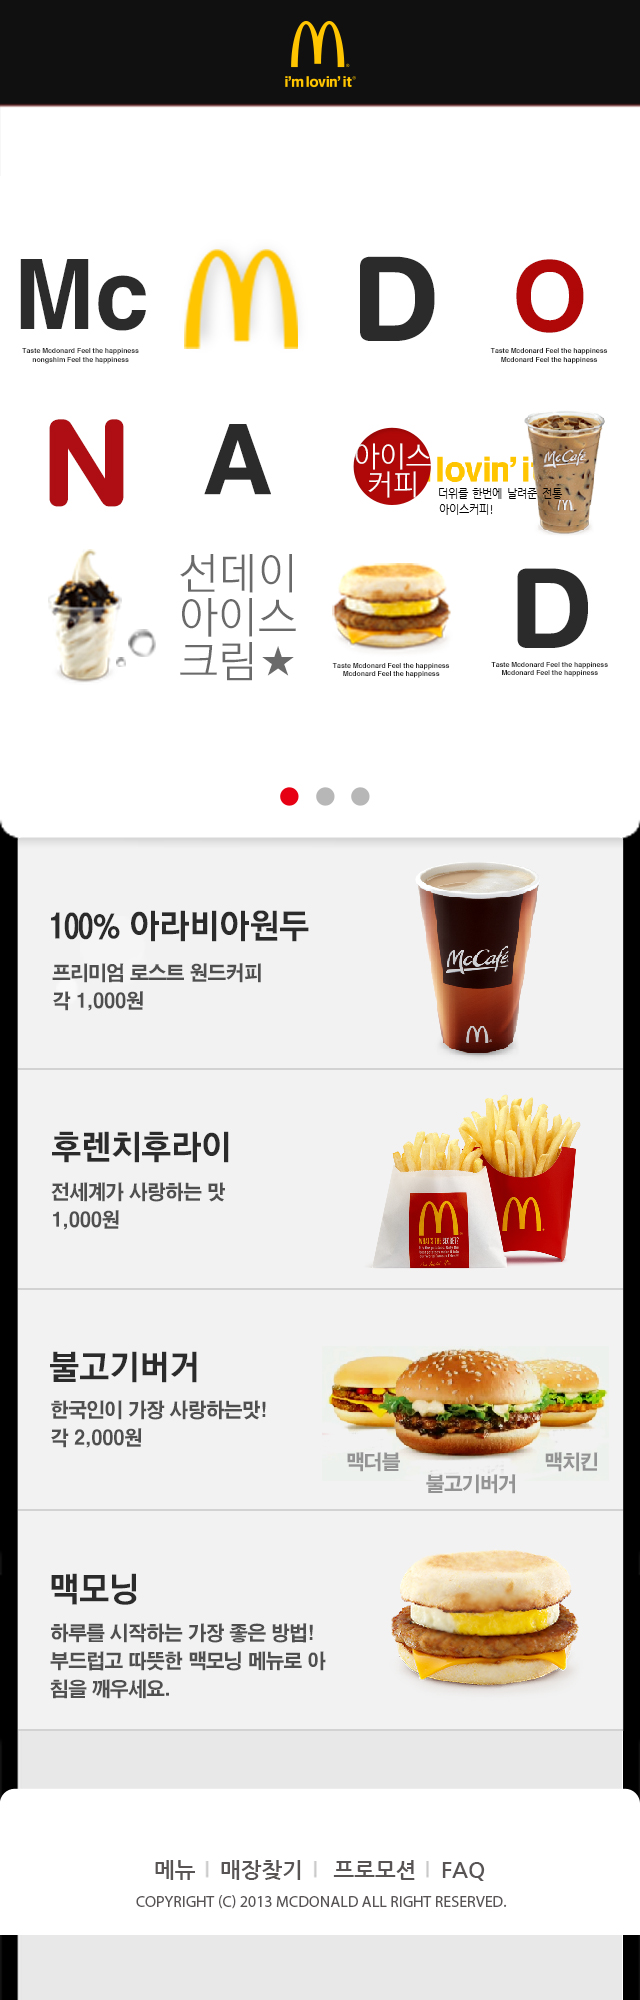 i'm lovin' it
Mc M D O
Taste Mcdonard Feel the happiness
nongshim Feel the happiness
Taste Mcdonard Feel the happiness
Mcdonard Feel the happiness
N A
아이스
커피
lovin' i
더위를 한번에 날려준 전통
아이스커피!
McCafé
선데이
아이스
크림★
Taste Mcdonard Feel the happiness
Mcdonard Feel the happiness
D
Taste Mcdonard Feel the happiness
Mcdonard Feel the happiness
100% 아라비아원두
프리미엄 로스트 원드커피
각 1,000원
McCafé
후렌치후라이
전세계가 사랑하는 맛
1,000원
WHAT'S THE SECRET?
불고기버거
한국인이 가장 사랑하는맛!
각 2,000원
맥더블
불고기버거
맥치킨
맥모닝
하루를 시작하는 가장 좋은 방법!
부드럽고 따뜻한 맥모닝 메뉴로 아
침을 깨우세요.
메뉴 | 매장찾기 | 프로모션 | FAQ
COPYRIGHT (C) 2013 MCDONALD ALL RIGHT RESERVED.